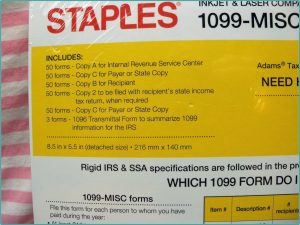 STAPLES
INKJET & LASER COMP
1099-MISC
INCLUDES:
50 forms - Copy A for Internal Revenue Service Center
50 forms - Copy C for Payer or State Copy
50 forms - Copy B for Recipient
50 forms - Copy 2 to be filed with recipient's state income
tax return, when required
50 forms - Copy C for Payer or State Copy
3 forms - 1096 Transmittal Form to summarize 1099
information for the IRS
8.5 in x 5.5 in (detached size) • 216 mm x 140 mm
Adams® Tax
NEED H
Rigid IRS & SSA specifications are followed in the pr
WHICH 1099 FORM DO I
1099-MISC forms
File this form for each person to whom you have
paid during the year:
Item #
Description #
#
recipients